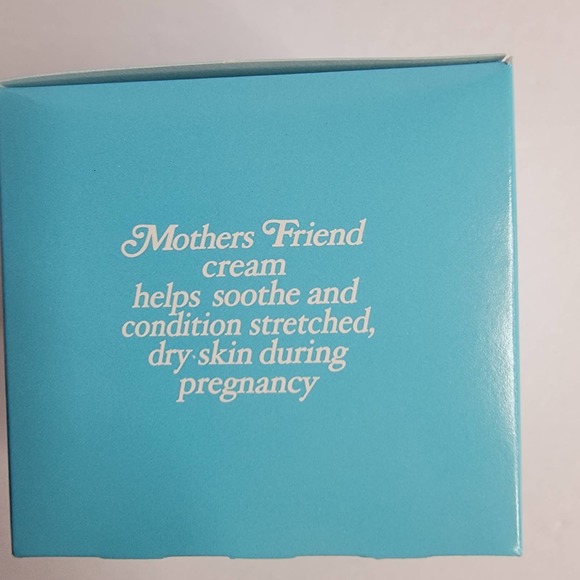 Mothers Friend
cream
helps soothe and
condition stretched,
dry skin during
pregnancy